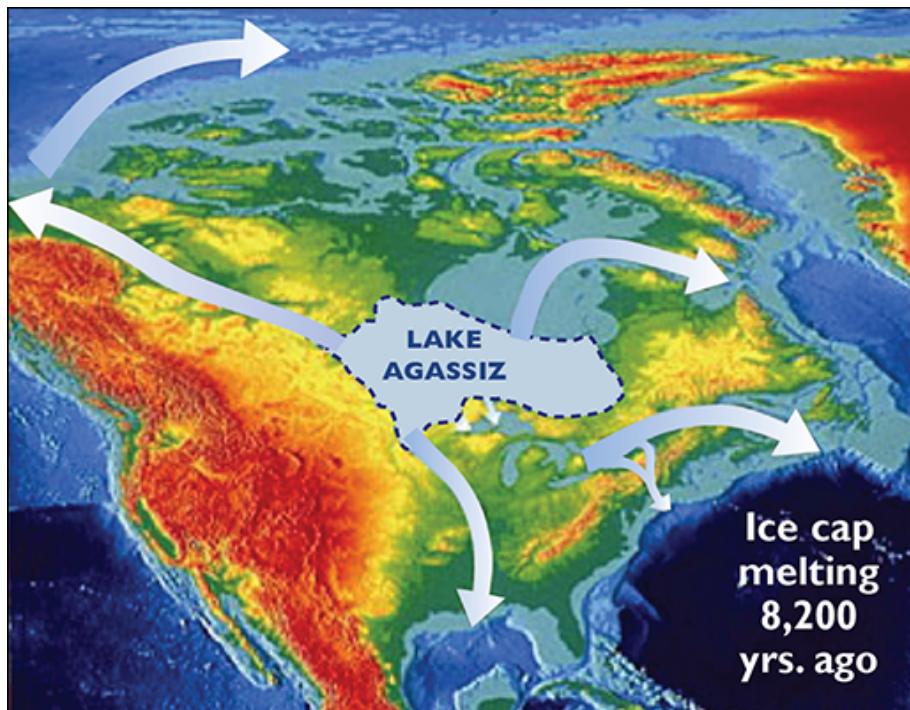 LAKE
AGASSIZ
Ice cap
melting
8,200
yrs. ago